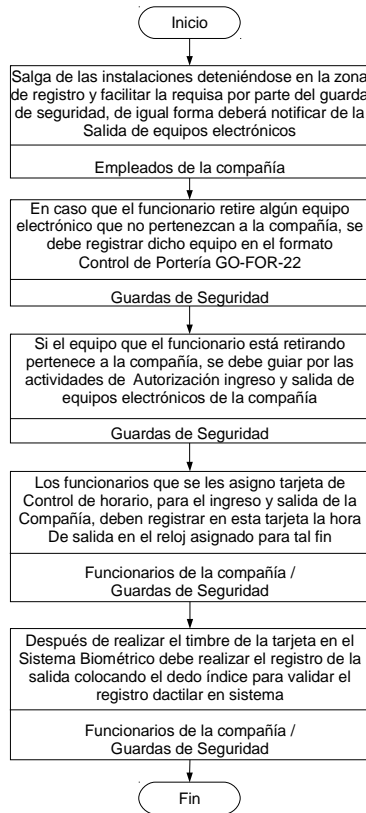 Inicio
Salga de las instalaciones deteniéndose en la zona
de registro y facilitar la requisa por parte del guarda
de seguridad, de igual forma deberá notificar de la
Salida de equipos electrónicos
Empleados de la compañía
En caso que el funcionario retire algún equipo
electrónico que no pertenezcan a la compañía, se
debe registrar dicho equipo en el formato
Control de Portería GO-FOR-22
Guardas de Seguridad
Si el equipo que el funcionario está retirando
pertenece a la compañía, se debe guiar por las
actividades de Autorización ingreso y salida de
equipos electrónicos de la compañía
Guardas de Seguridad
Los funcionarios que se les asigno tarjeta de
Control de horario, para el ingreso y salida de la
Compañía, deben registrar en esta tarjeta la hora
De salida en el reloj asignado para tal fin
Funcionarios de la compañía /
Guardas de Seguridad
Después de realizar el timbre de la tarjeta en el
Sistema Biométrico debe realizar el registro de la
salida colocando el dedo índice para validar el
registro dactilar en sistema
Funcionarios de la compañía /
Guardas de Seguridad
Fin